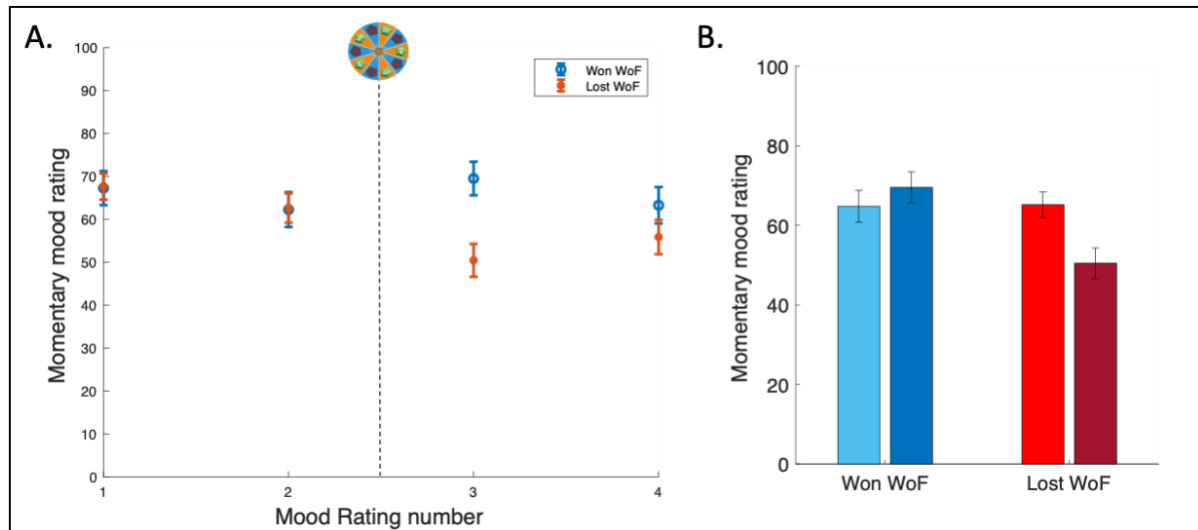 A.
100
90
80
70
60
50
40
30
20
10
0
Momentary mood rating
Won WoF
Lost WoF
1 2 3 4
Mood Rating number
B.
100
80
60
40
20
0
Momentary mood rating
Won WoF Lost WoF